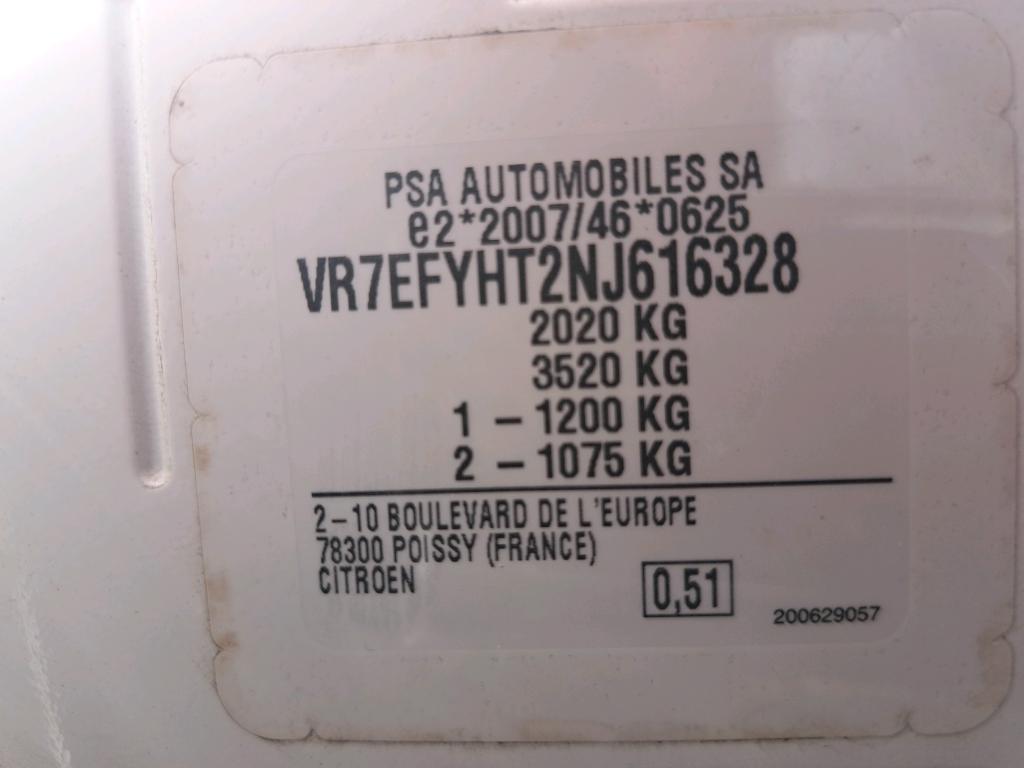 PSA AUTOMOBILES SA
e2*2007/46*0625
VR7EFYHT2NJ616328
2020 KG
3520 KG
1 - 1200 KG
2 - 1075 KG
2-10 BOULEVARD DE L'EUROPE
78300 POISSY (FRANCE)
CITROEN
0,51
200629057